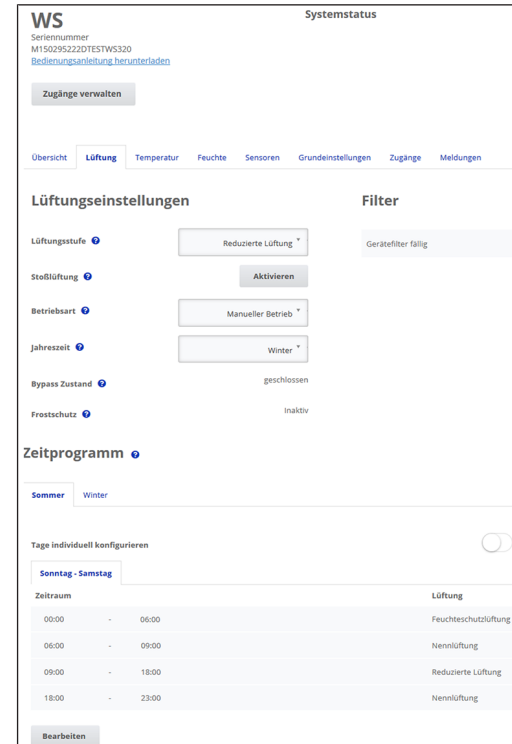 WS
Systemstatus
Seriennummer
M150295222DTESTWS320
Bedienungsanleitung herunterladen
Zugänge verwalten
Übersicht Lüftung Temperatur Feuchte Sensoren Grundeinstellungen Zugänge Meldungen
Lüftungseinstellungen
Filter
Lüftungsstufe ? Reduzierte Lüftung
Gerätefilter fällig
Stoßlüftung ? Aktivieren
Betriebsart ? Manueller Betrieb
Jahreszeit ? Winter
Bypass Zustand ? geschlossen
Frostschutz ? Inaktiv
Zeitprogramm ?
Sommer Winter
Tage individuell konfigurieren
Sonntag - Samstag
Zeitraum Lüftung
00:00 - 06:00 Feuchteschutzlüftung
06:00 - 09:00 Nennlüftung
09:00 - 18:00 Reduzierte Lüftung
18:00 - 23:00 Nennlüftung
Bearbeiten